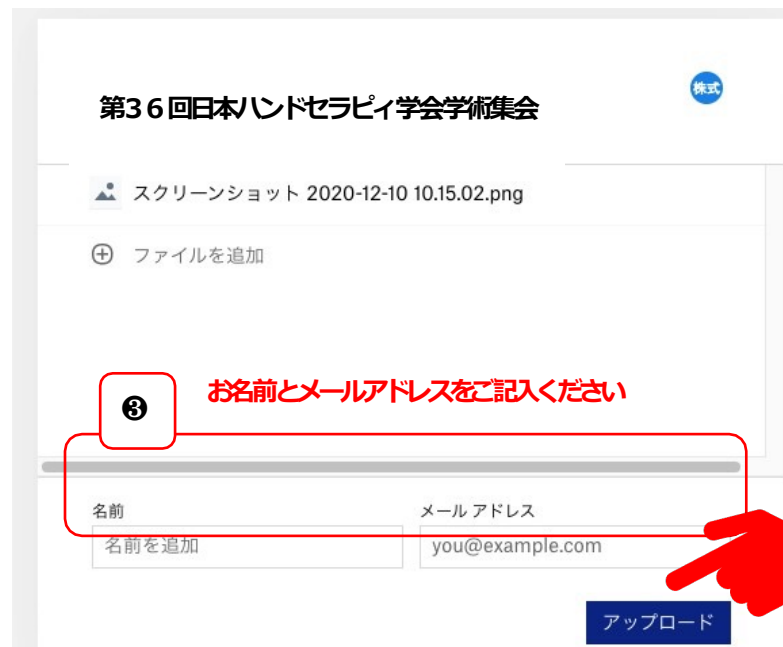 第3６回日本ハンドセラピィ学会学術集会
株式
スクリーンショット 2020-12-10 10.15.02.png
ファイルを追加
❸
お名前とメールアドレスをご記入ください
名前
メール アドレス
名前を追加
you@example.com
アップロード